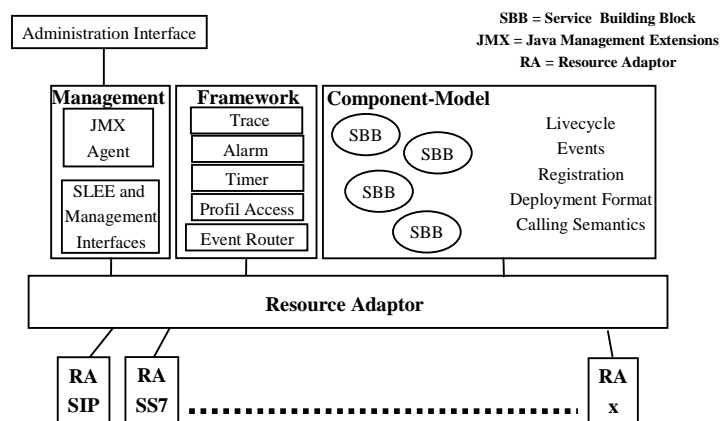 SBB = Service Building Block
JMX = Java Management Extensions
RA = Resource Adaptor
Administration Interface
Management
JMX
Agent
SLEE and
Management
Interfaces
Framework
Trace
Alarm
Timer
Profil Access
Event Router
Component-Model
SBB
SBB
SBB
SBB
Livecycle
Events
Registration
Deployment Format
Calling Semantics
Resource Adaptor
RA
SIP
RA
SS7
RA
x